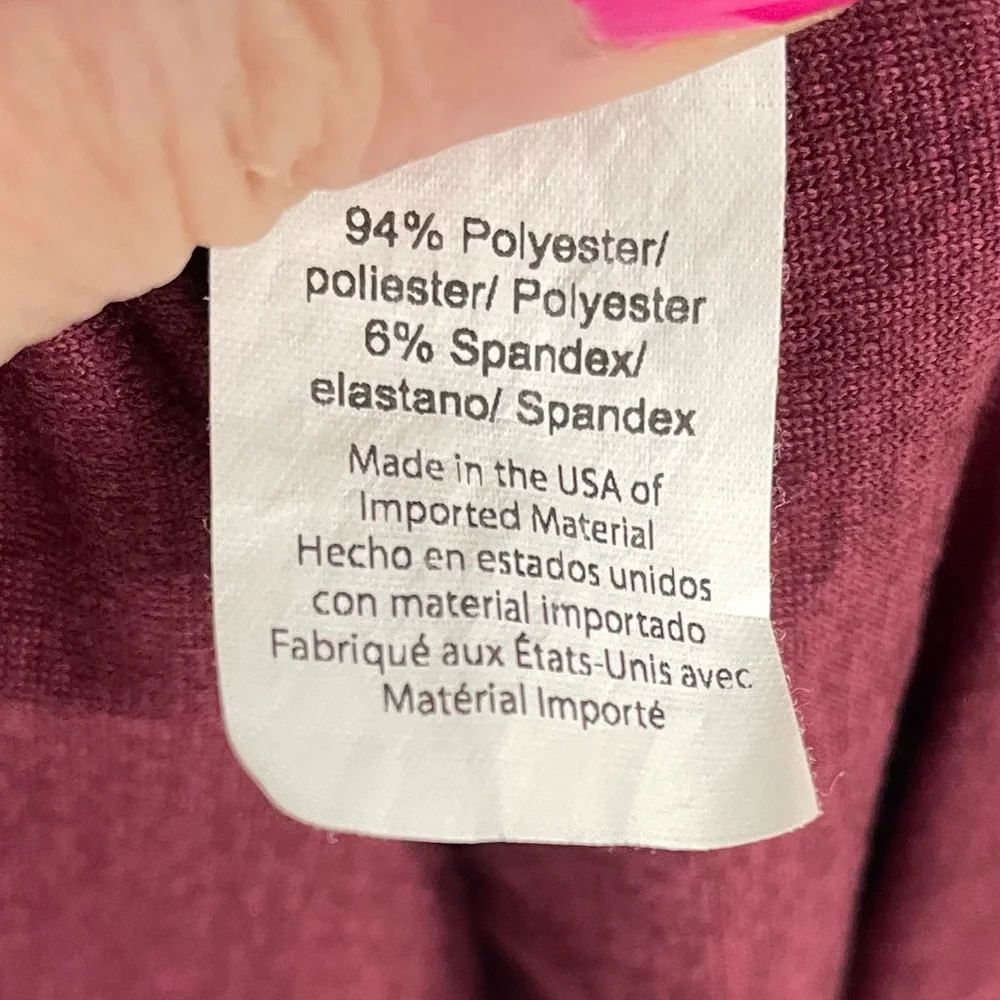 94% Polyester/
poliester/ Polyester
6% Spandex/
elastano/ Spandex
Made in the USA of
Imported Material
Hecho en estados unidos
con material importado
Fabriqué aux États-Unis avec
Matérial Importé